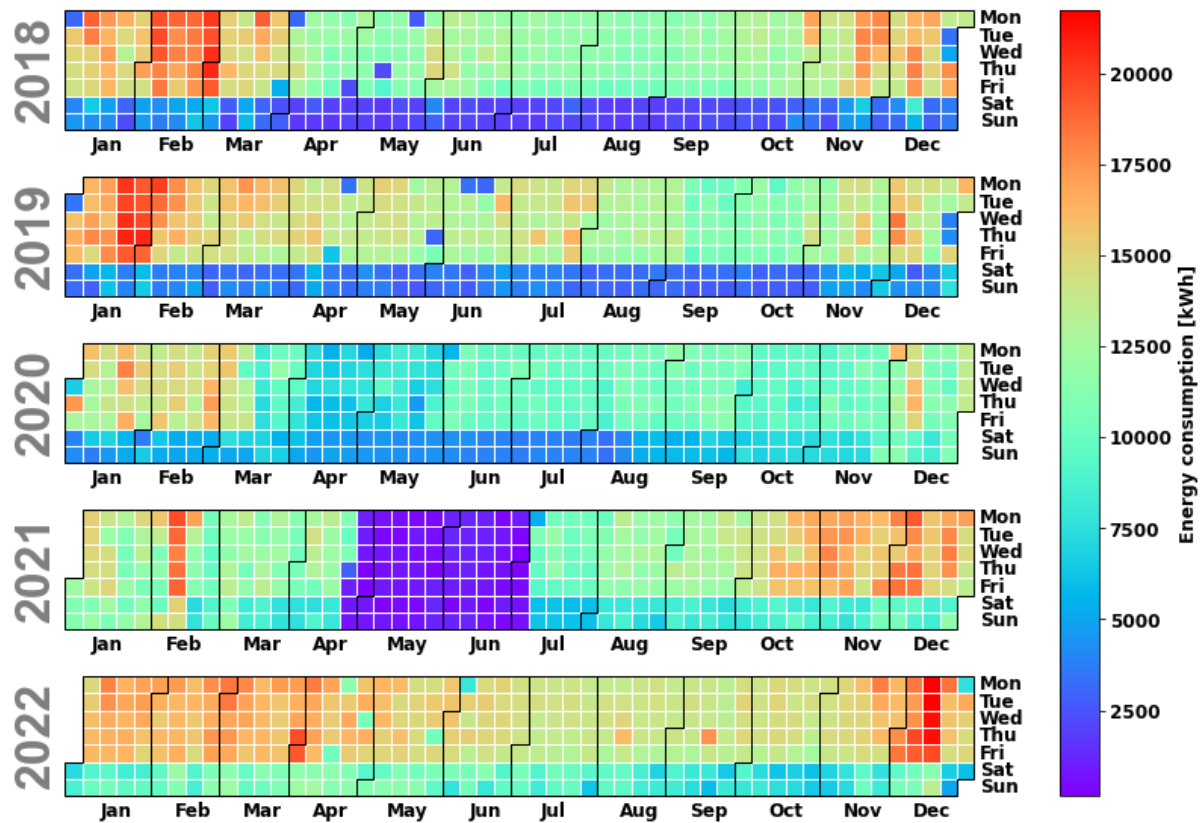 2018
Mon
Tue
Wed
Thu
Fri
Sat
Sun
Jan Feb Mar Apr May Jun Jul Aug Sep Oct Nov Dec
2019
Mon
Tue
Wed
Thu
Fri
Sat
Sun
Jan Feb Mar Apr May Jun Jul Aug Sep Oct Nov Dec
2020
Mon
Tue
Wed
Thu
Fri
Sat
Sun
Jan Feb Mar Apr May Jun Jul Aug Sep Oct Nov Dec
2021
Mon
Tue
Wed
Thu
Fri
Sat
Sun
Jan Feb Mar Apr May Jun Jul Aug Sep Oct Nov Dec
2022
Mon
Tue
Wed
Thu
Fri
Sat
Sun
Jan Feb Mar Apr May Jun Jul Aug Sep Oct Nov Dec
20000
17500
15000
12500
10000
7500
5000
2500
Energy consumption [kWh]